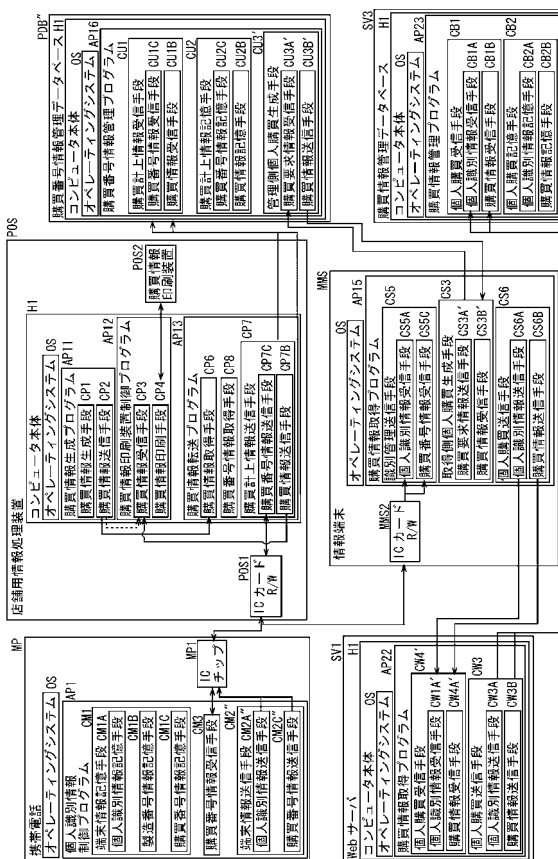 MP
携帯電話
OS
オペレーティングシステム
AP1
個人識別情報
制御プログラム
CM1
端末情報記憶手段
CM1A
個人識別情報記憶手段
CM1B
製造番号情報記憶手段
CM1C
購買番号情報記憶手段
CM3
購買番号情報受信手段
CM2"
端末情報送信手段
CM2A"
個人識別情報送信手段
CM2C"
購買番号情報送信手段
MP1
IC
チップ
POS
店舗用情報処理装置
POS1
ICカード
R/W
H1
コンピュータ本体
OS
オペレーティングシステム
AP11
購買情報生成プログラム
CP1
購買情報生成手段
CP2
購買情報送信手段
AP12
購買情報印刷装置制御プログラム
CP3
購買情報受信手段
CP4
購買情報印刷手段
AP13
購買情報転送プログラム
CP6
購買情報取得手段
CP8
購買番号情報取得手段
CP7
購買計上情報送信手段
CP7C
購買番号情報送信手段
CP7B
購買情報送信手段
POS2
購買情報
印刷装置
PDB"
購買番号情報管理データベース
H1
コンピュータ本体
OS
オペレーティングシステム
AP16
購買番号情報管理プログラム
CU1
購買計上情報受信手段
CU1C
購買番号情報受信手段
CU1B
購買情報受信手段
CU2
購買計上情報記憶手段
CU2C
購買番号情報記憶手段
CU2B
購買情報記憶手段
CU3'
管理側個人購買生成手段
CU3A'
購買要求情報受信手段
CU3B'
購買情報送信手段
SV1
Web サーバ
H1
コンピュータ本体
OS
オペレーティングシステム
AP22
購買情報取得プログラム
CW4'
個人購買受信手段
CW1A'
個人識別情報受信手段
CW4A'
購買情報受信手段
CW3
個人購買送信手段
CW3A
個人識別情報送信手段
CW3B
購買情報送信手段
MMS
情報端末
MMS2
ICカード
R/W
OS
オペレーティングシステム
AP15
購買情報取得プログラム
CS5
識別管理送信手段
CS5A
個人識別情報受信手段
CS5C
購買番号情報受信手段
CS3
取得側個人購買生成手段
CS3A'
購買要求情報送信手段
CS3B'
購買情報受信手段
CS6
個人購買送信手段
CS6A
個人識別情報送信手段
CS6B
購買情報送信手段
SV3
購買情報管理データベース
H1
コンピュータ本体
OS
オペレーティングシステム
AP23
購買情報管理プログラム
CB1
個人購買受信手段
CB1A
個人識別情報受信手段
CB1B
購買情報受信手段
CB2
個人購買記憶手段
CB2A
個人識別情報記憶手段
CB2B
購買情報記憶手段